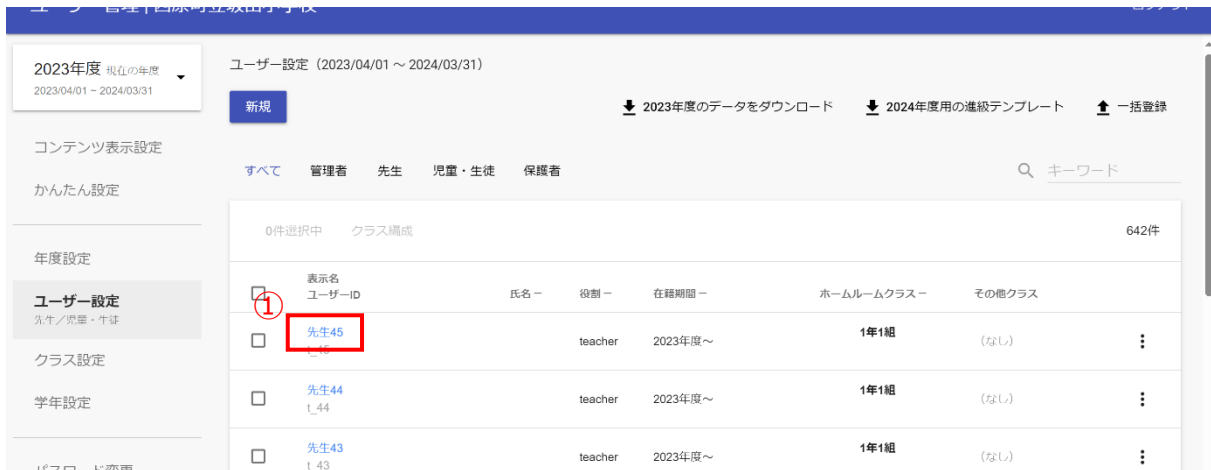 2023年度 現在の年度
2023/04/01 ~ 2024/03/31
コンテンツ表示設定
かんたん設定
年度設定
ユーザー設定
先生／児童・生徒
クラス設定
学年設定
パスワード変更
ユーザー設定（2023/04/01 ～ 2024/03/31）
新規
2023年度のデータをダウンロード
2024年度用の進級テンプレート
一括登録
すべて 管理者 先生 児童・生徒 保護者
キーワード
0件選択中 クラス編成 642件
表示名
ユーザーID 氏名 役割 在籍期間 ホームルームクラス その他クラス
①
先生45 teacher 2023年度～ 1年1組 (なし)
t_45
先生44 teacher 2023年度～ 1年1組 (なし)
t_44
先生43 teacher 2023年度～ 1年1組 (なし)
t_43